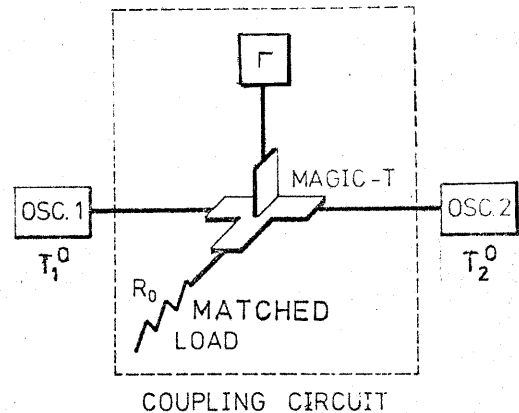 Γ
MAGIC-T
OSC.1
OSC.2
T₁⁰
T₂⁰
R₀
MATCHED
LOAD
COUPLING CIRCUIT